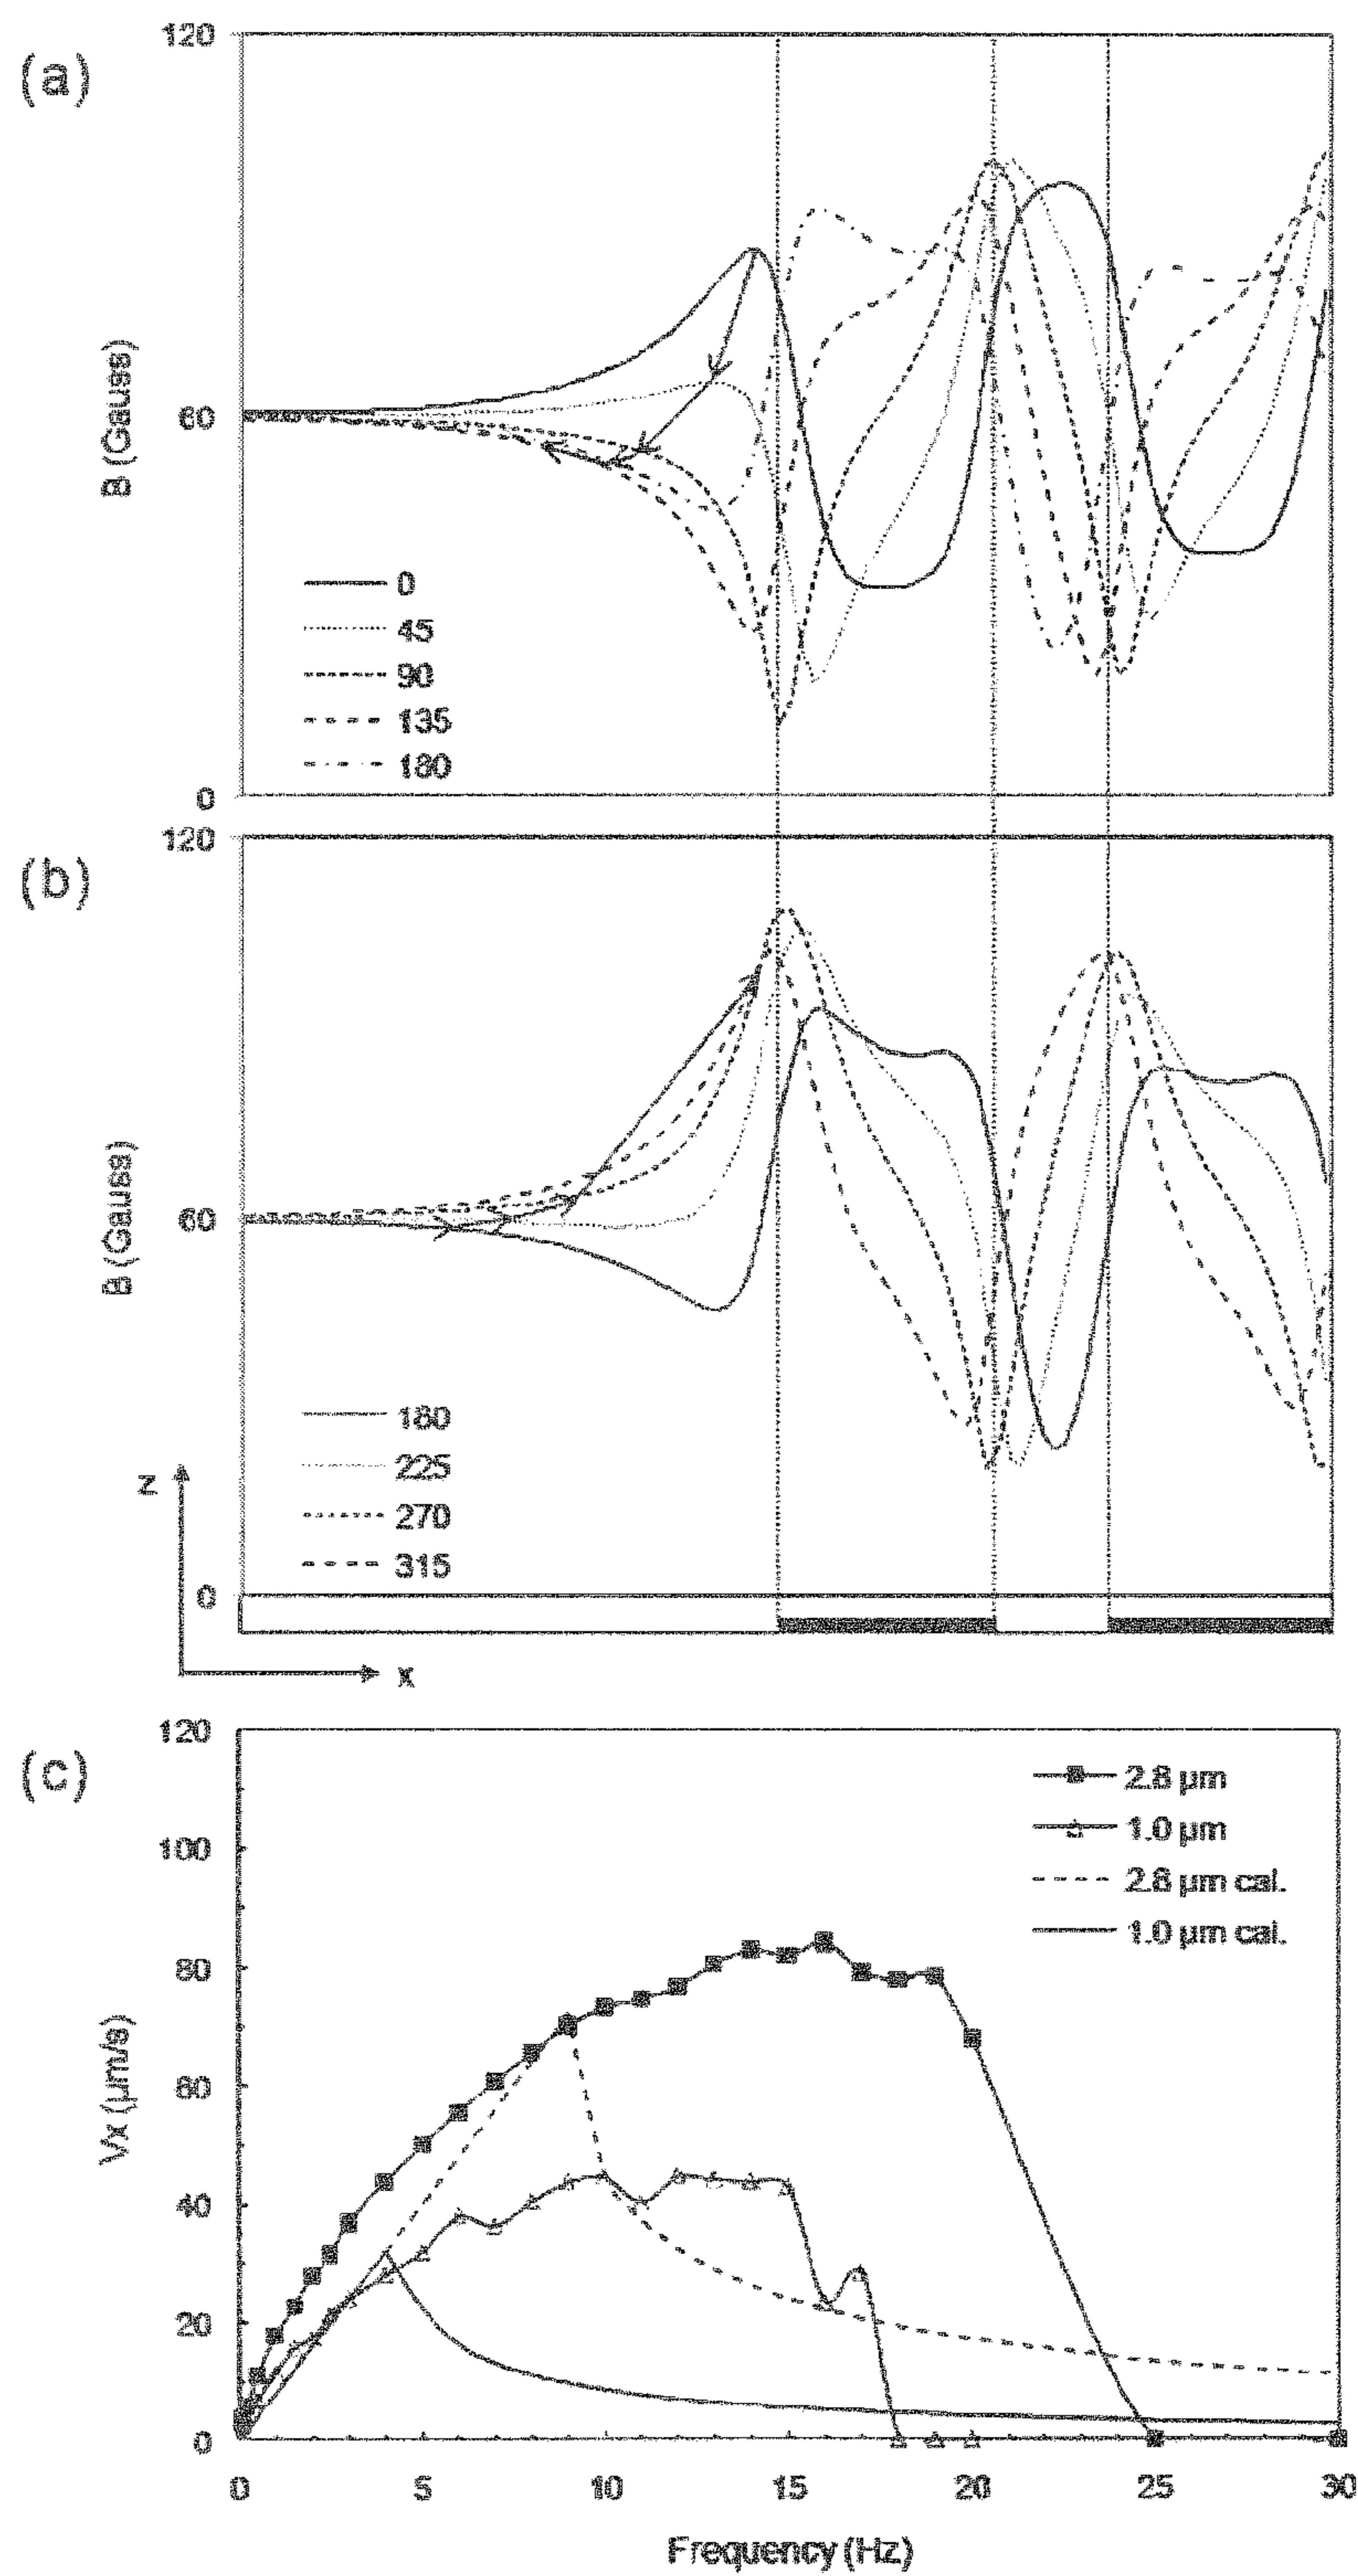 (a)
120
60
0
B (Gauss)
0
45
90
135
180
(b)
120
60
0
B (Gauss)
180
225
270
315
z
x
(c)
120
100
80
60
40
20
0
Vx (μm/s)
2.8 μm
1.0 μm
2.8 μm cal.
1.0 μm cal.
0 5 10 15 20 25 30
Frequency (Hz)